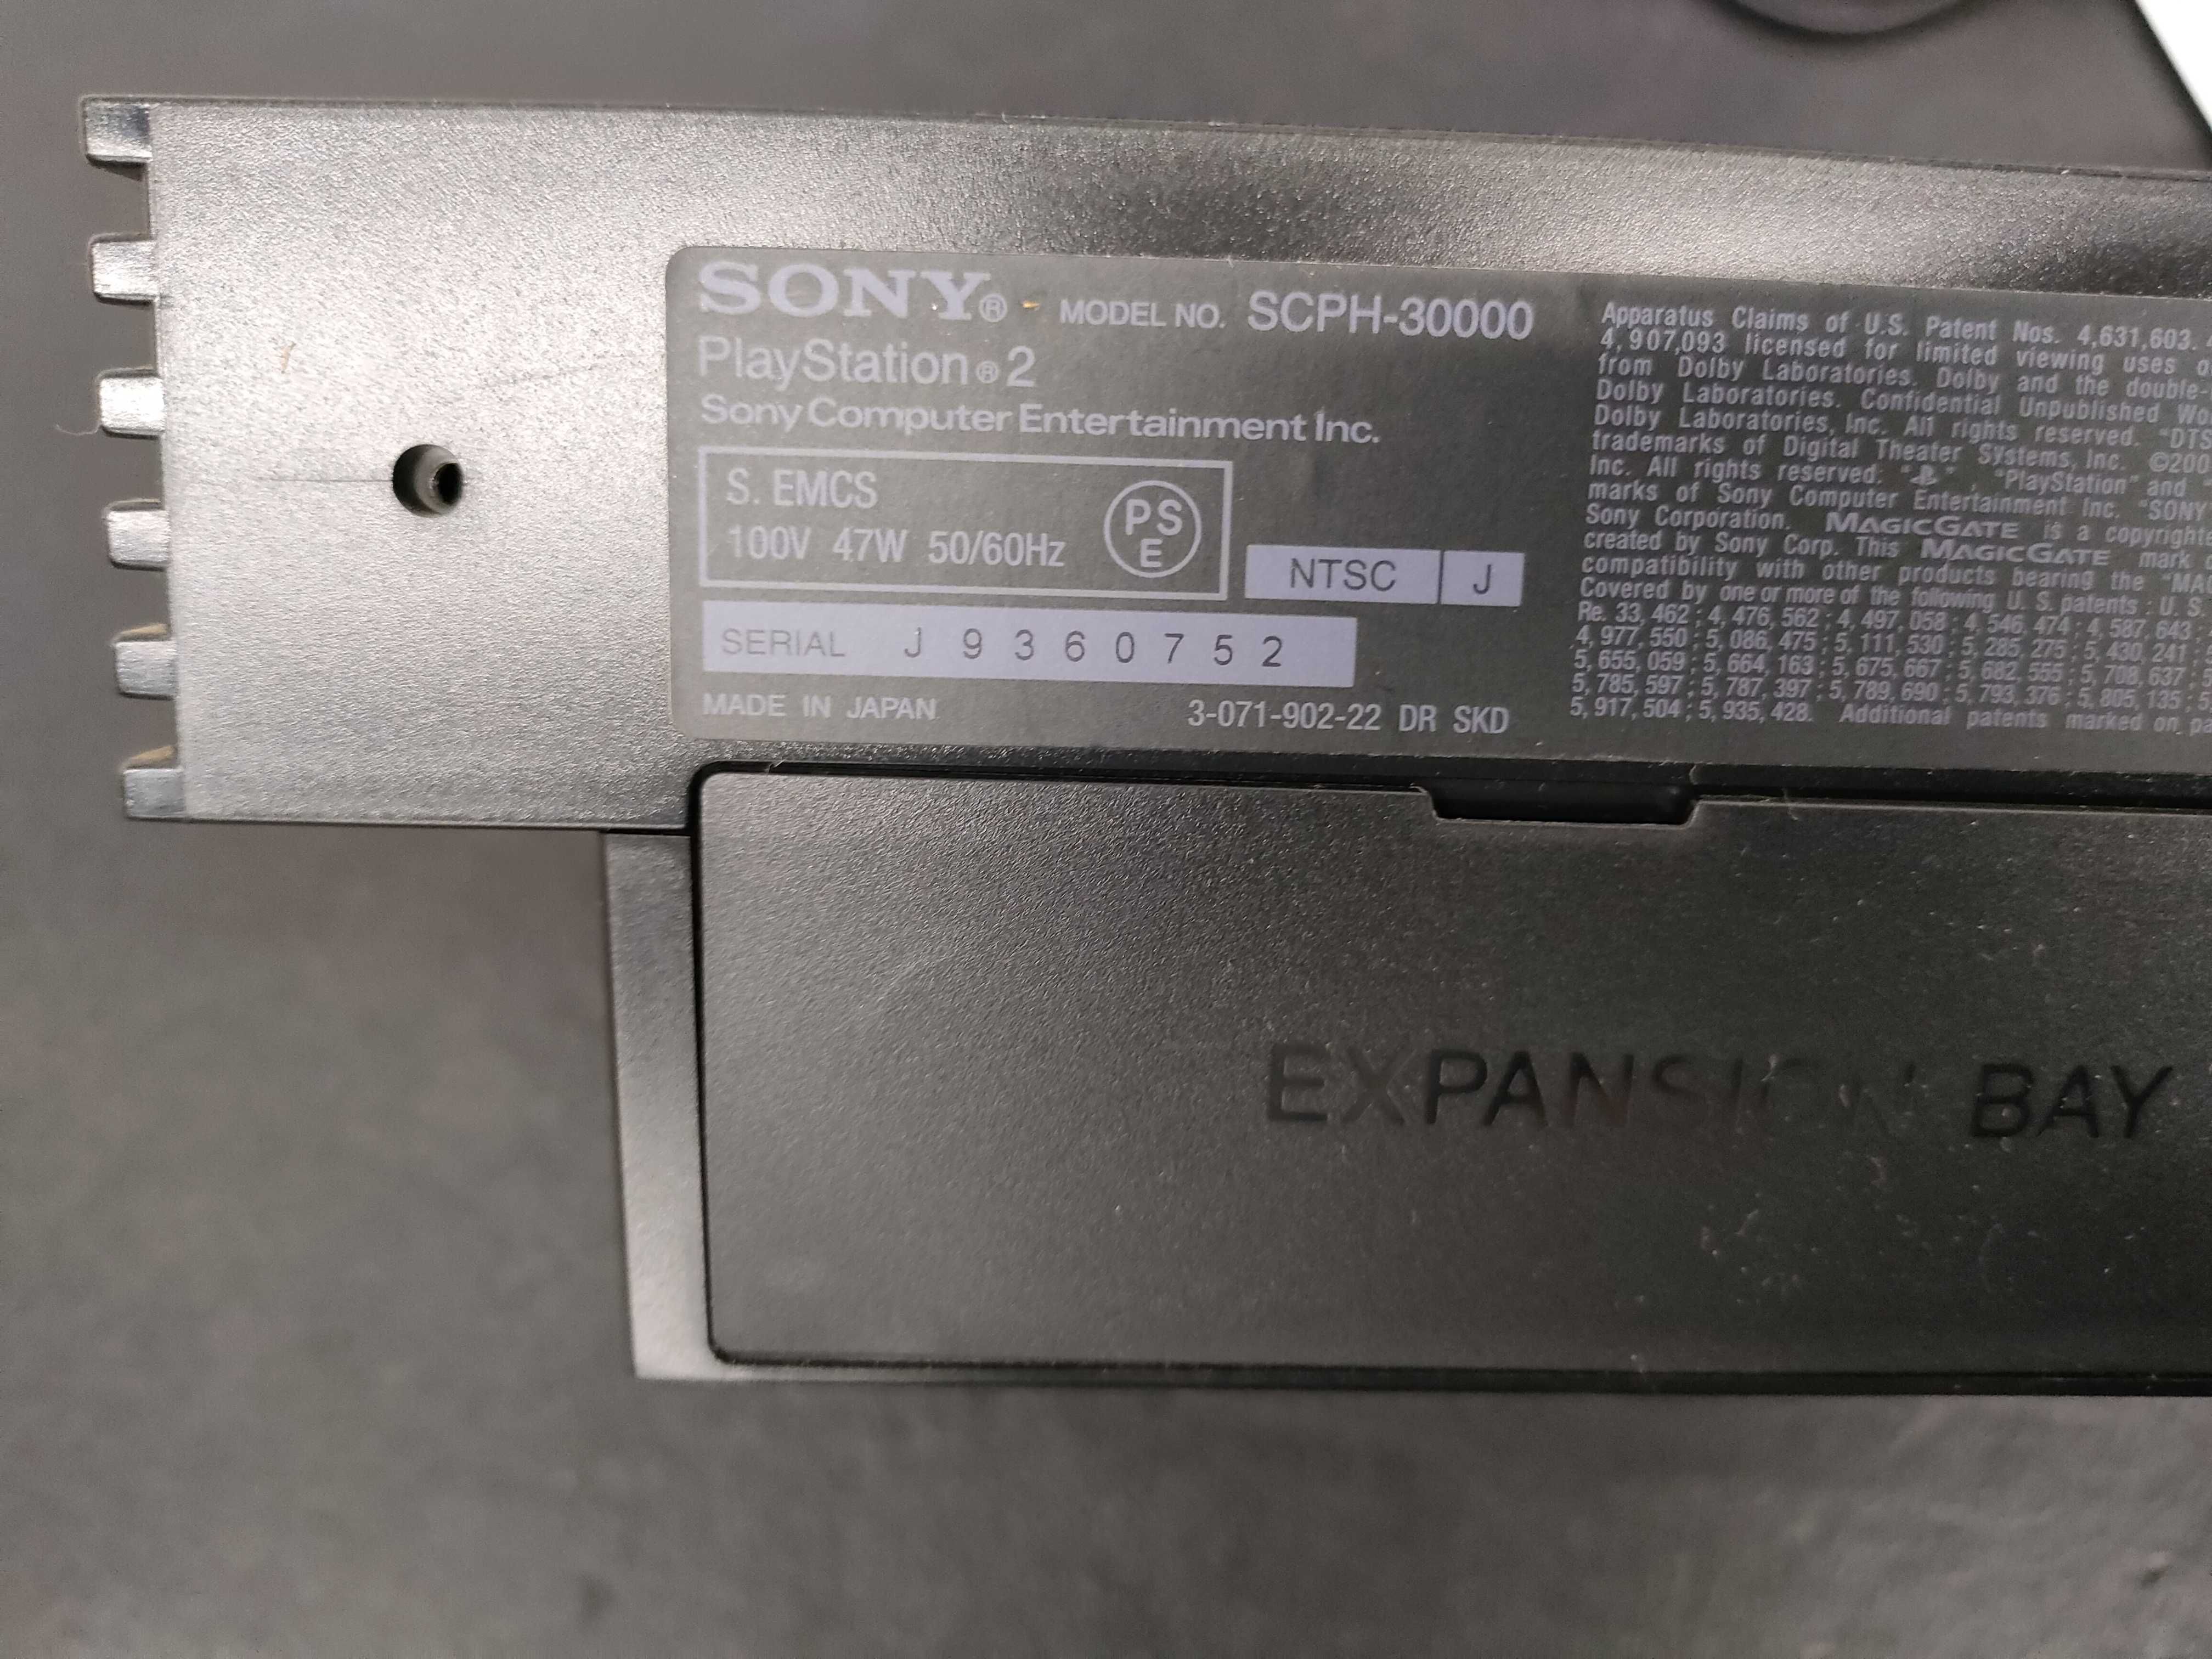 SONY® MODEL NO. SCPH-30000
PlayStation®2
Sony Computer Entertainment Inc.
S. EMCS
100V 47W 50/60Hz
PS
E
NTSC J
SERIAL J9360752
MADE IN JAPAN 3-071-902-22 DR SKD
Apparatus Claims of U.S. Patent Nos. 4,631,603.
4,907,093 licensed for limited viewing uses
from Dolby Laboratories. Dolby and the double-
Dolby Laboratories. Confidential Unpublished
Dolby Laboratories, Inc. All rights reserved. "DTS
trademarks of Digital Theater Systems, Inc.
Inc. All rights reserved. " ", "PlayStation" and
marks of Sony Computer Entertainment Inc. "SONY
Sony Corporation. MAGICGATE is a
created by Sony Corp. This MAGICGATE mark
compatibility with other products bearing the
Covered by one or more of the following U. S. patents : U. S
Re. 33, 462 ; 4, 476, 562 ; 4, 497, 058 ; 4, 546, 474 ; 4, 587, 643
4, 977, 550 ; 5, 086, 475 ; 5, 111, 530 ; 5, 285, 275 ; 5, 430, 241
5, 655, 059 ; 5, 664, 163 ; 5, 675, 667 ; 5, 682, 555 ; 5, 708, 637
5, 785, 597 ; 5, 787, 397 ; 5, 789, 690 ; 5, 793, 376 ; 5, 805, 135
5, 917, 504 ; 5, 935, 428. Additional patents marked on
EXPANSION BAY